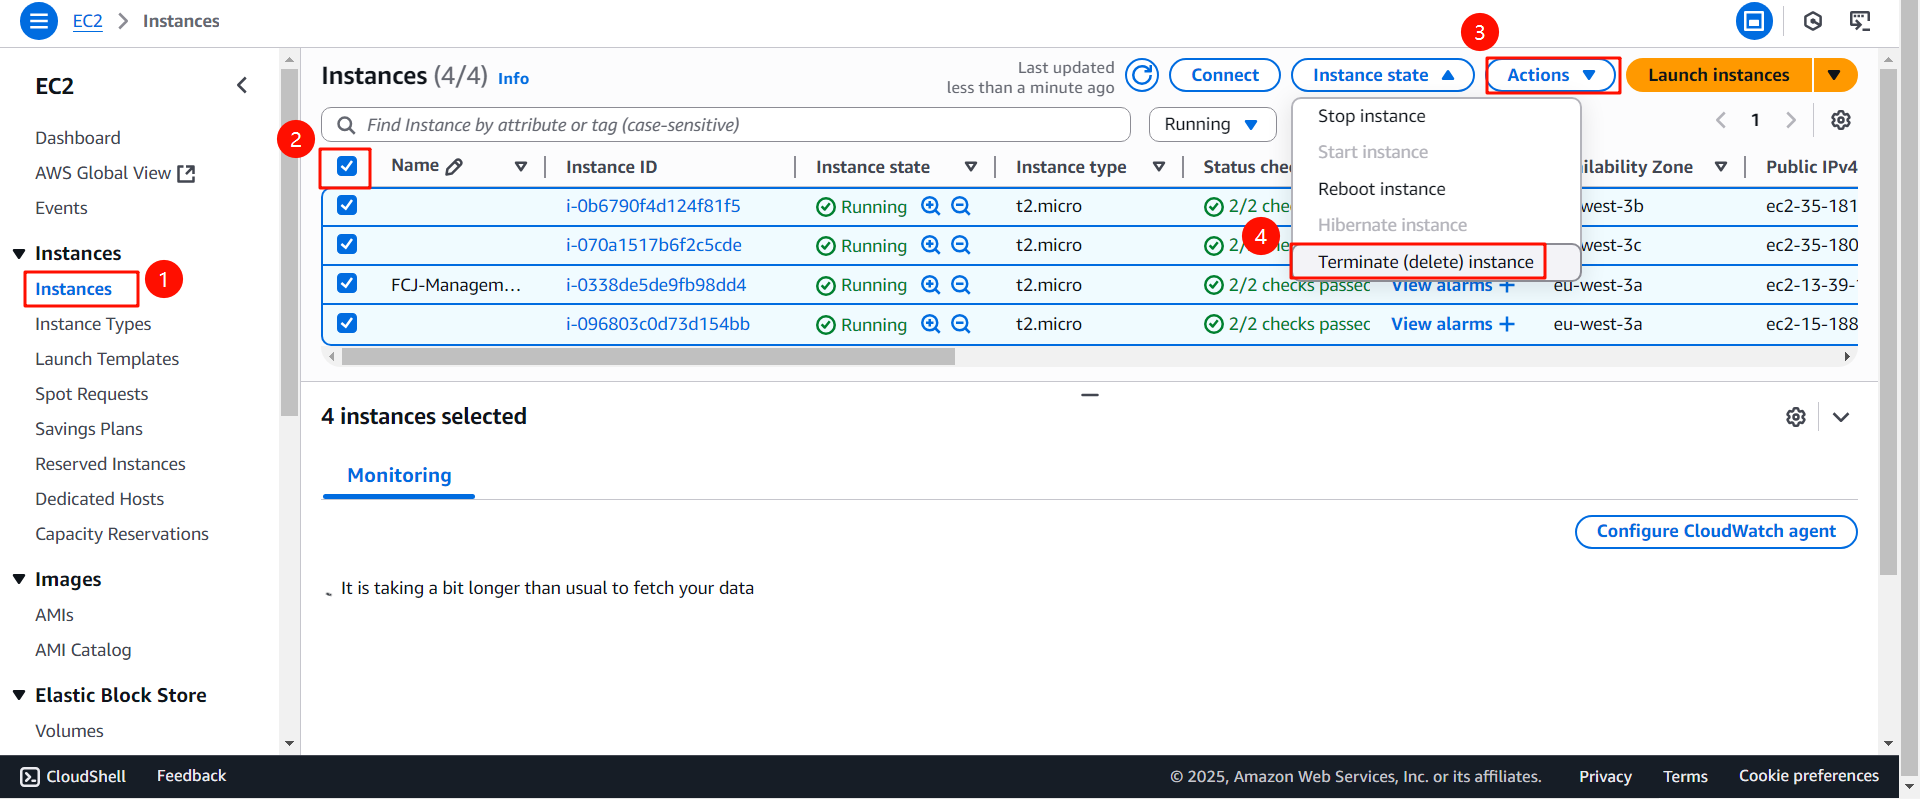 EC2 > Instances
3
EC2
Instances (4/4) Info
Last updated
less than a minute ago
Connect
Instance state
Actions
Launch instances
Find Instance by attribute or tag (case-sensitive)
Running
1
Stop instance
Start instance
Reboot instance
Hibernate instance
4
Terminate (delete) instance
2
Name Instance ID Instance state Instance type Status che ilability Zone Public IPv4
i-0b6790f4d124f81f5 Running t2.micro 2/2 che -west-3b ec2-35-181
i-070a1517b6f2c5cde Running t2.micro 2/ -west-3c ec2-35-180
FCJ-Managem... i-0338de5de9fb98dd4 Running t2.micro 2/2 checks passec View alarms + eu-west-3a ec2-13-39-
i-096803c0d73d154bb Running t2.micro 2/2 checks passec View alarms + eu-west-3a ec2-15-188
Dashboard
AWS Global View
Events
Instances
Instances
1
Instance Types
Launch Templates
Spot Requests
Savings Plans
Reserved Instances
Dedicated Hosts
Capacity Reservations
Images
AMIs
AMI Catalog
Elastic Block Store
Volumes
4 instances selected
Monitoring
Configure CloudWatch agent
It is taking a bit longer than usual to fetch your data
CloudShell Feedback © 2025, Amazon Web Services, Inc. or its affiliates. Privacy Terms Cookie preferences